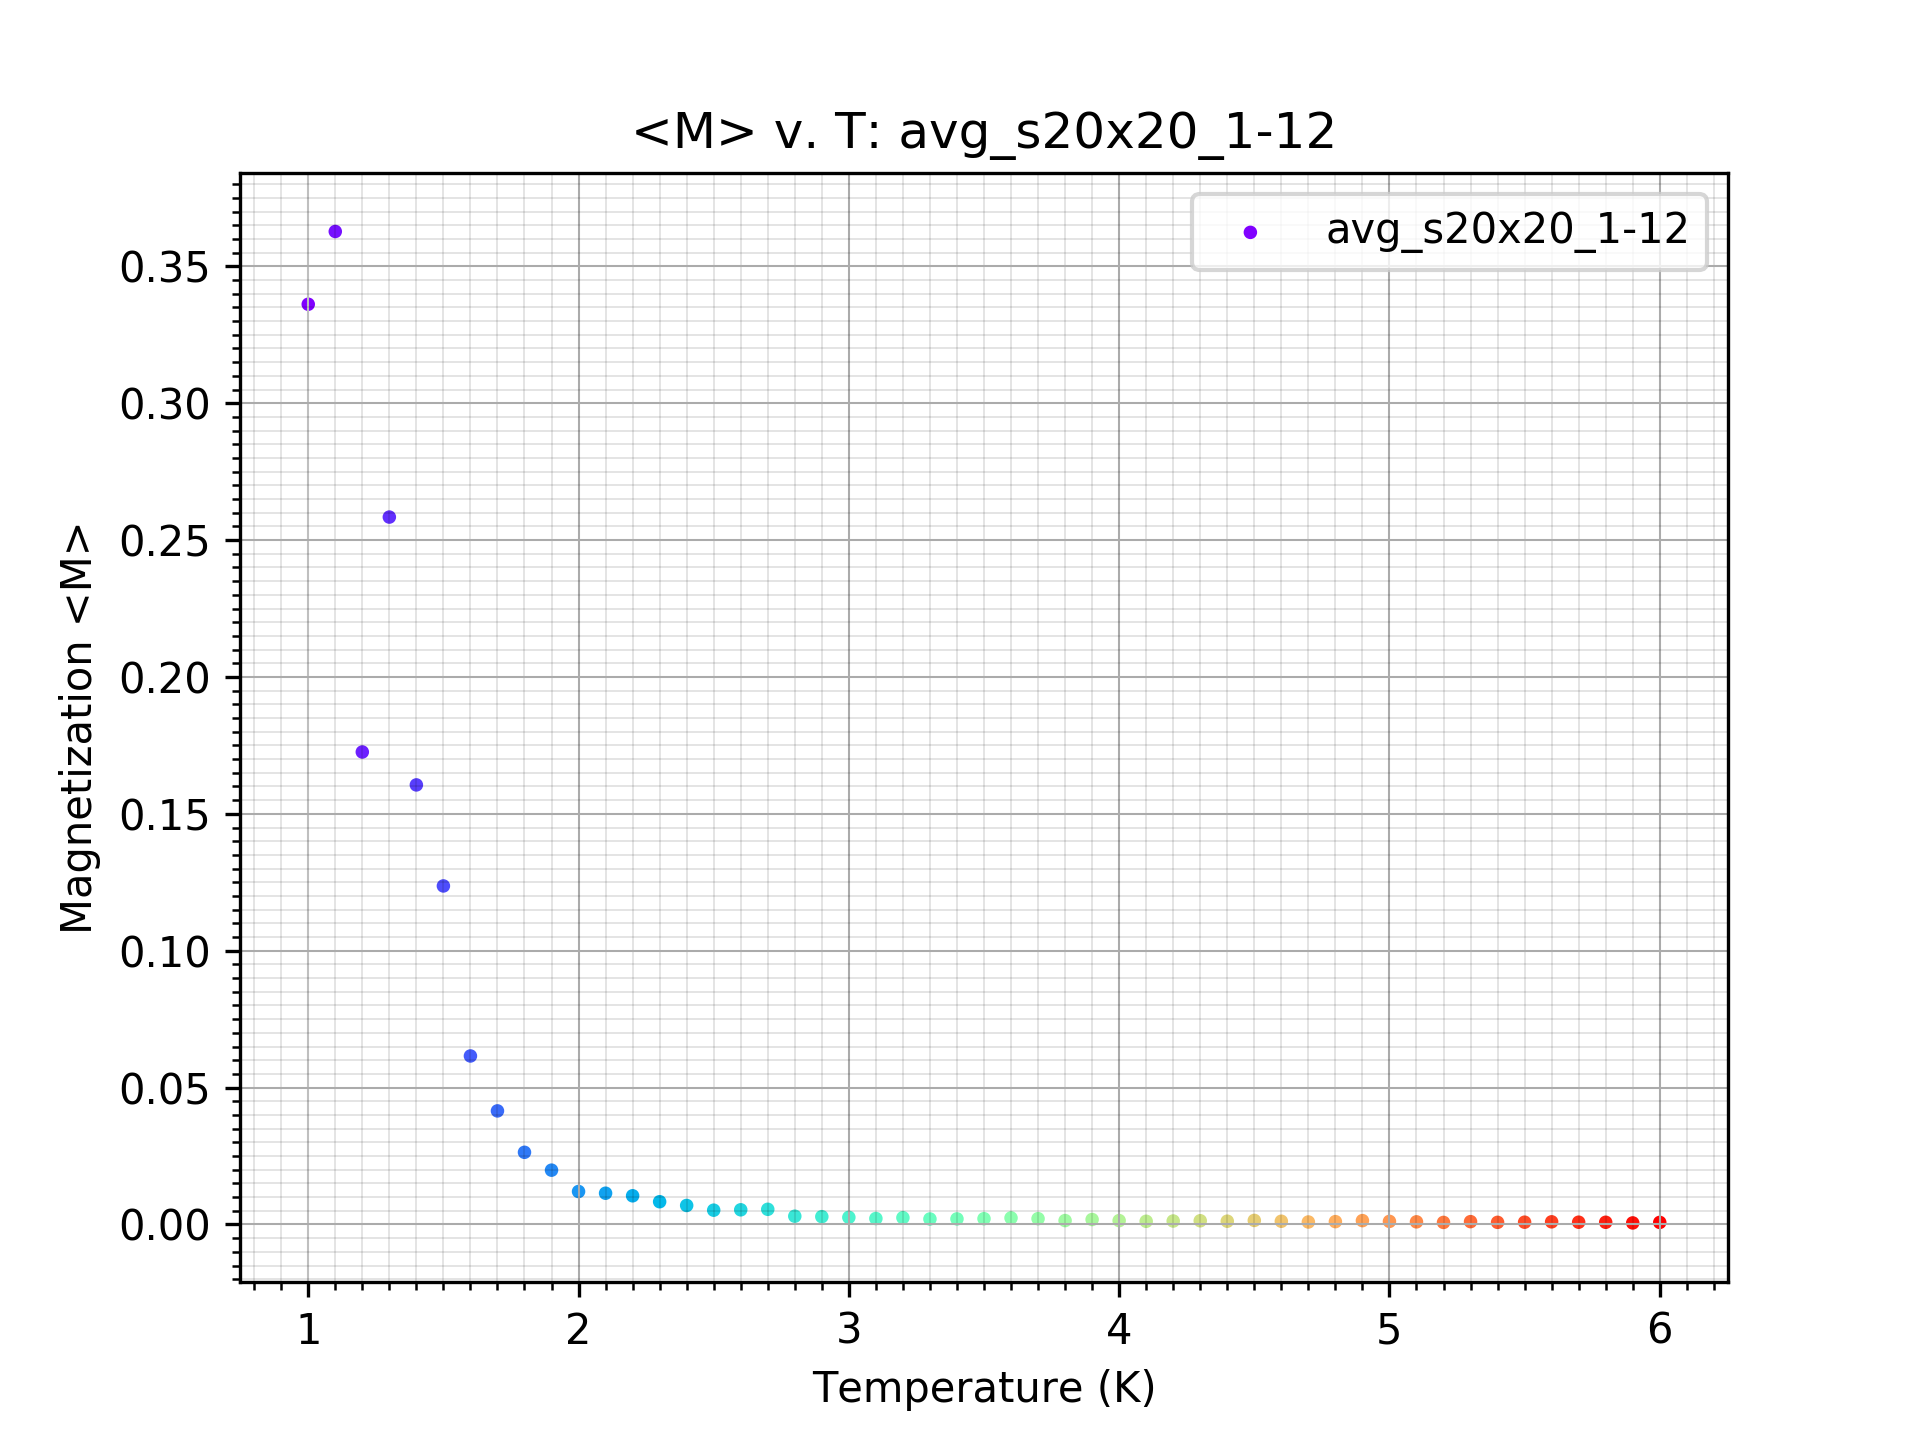 <M> v. T: avg_s20x20_1-12
avg_s20x20_1-12
0.35
0.30
0.25
0.20
0.15
0.10
0.05
0.00
Magnetization <M>
1 2 3 4 5 6
Temperature (K)